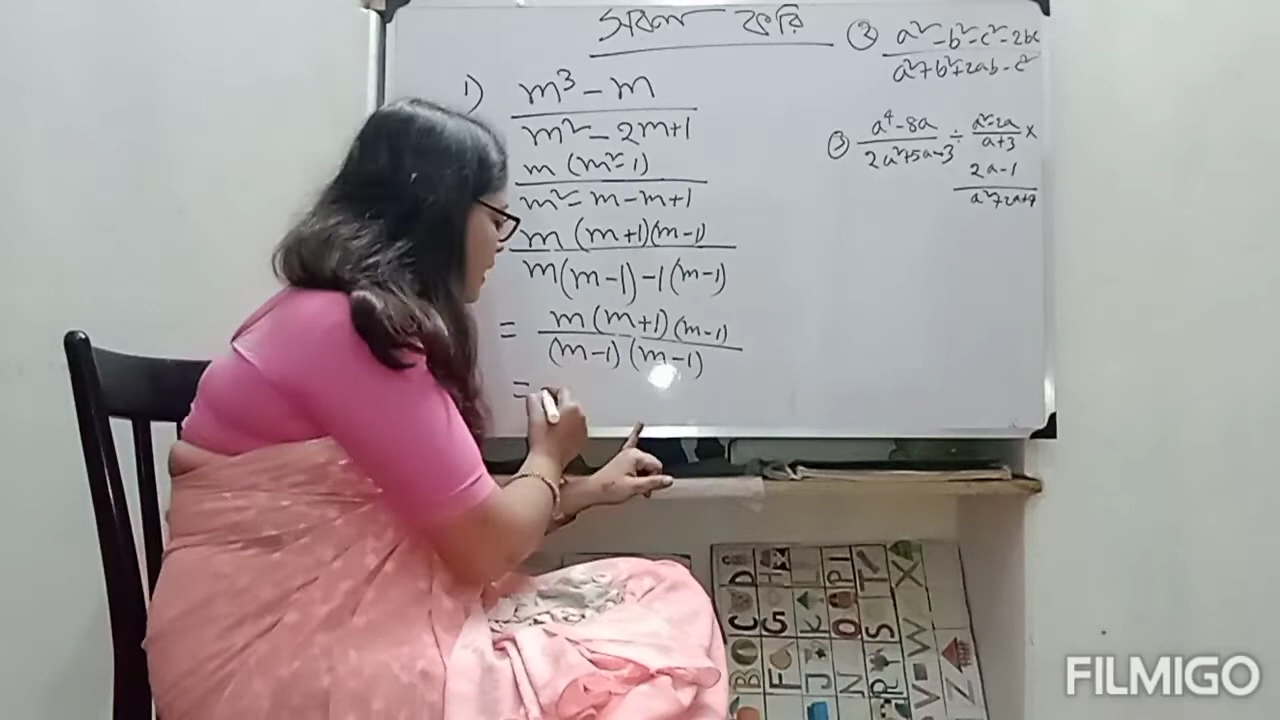 সরল করি
1) m³ - m
m² - 2m+1
m (m²-1)
m² - m - m + 1
m (m+1)(m-1)
m(m-1) -1(m-1)
= m(m+1)(m-1)
(m-1)(m-1)
=
② a² - b² - c² - 2bc
a² + b² + 2ab - c²
③ a⁴ - 8a ÷ a²-2a ×
2a²+5a-3 a+3
2a-1
a²+2a+4
B C D
F G H
J K L
N O P I
R S T
V W X
Z
FILMIGO